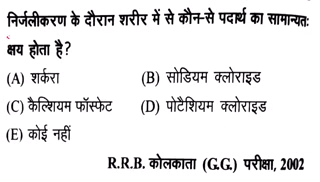 निर्जलीकरण के दौरान शरीर में से कौन-से पदार्थ का सामान्यतः
क्षय होता है?
(A) शर्करा (B) सोडियम क्लोराइड
(C) कैल्शियम फॉस्फेट (D) पोटैशियम क्लोराइड
(E) कोई नहीं
R.R.B. कोलकाता (G.G.) परीक्षा, 2002